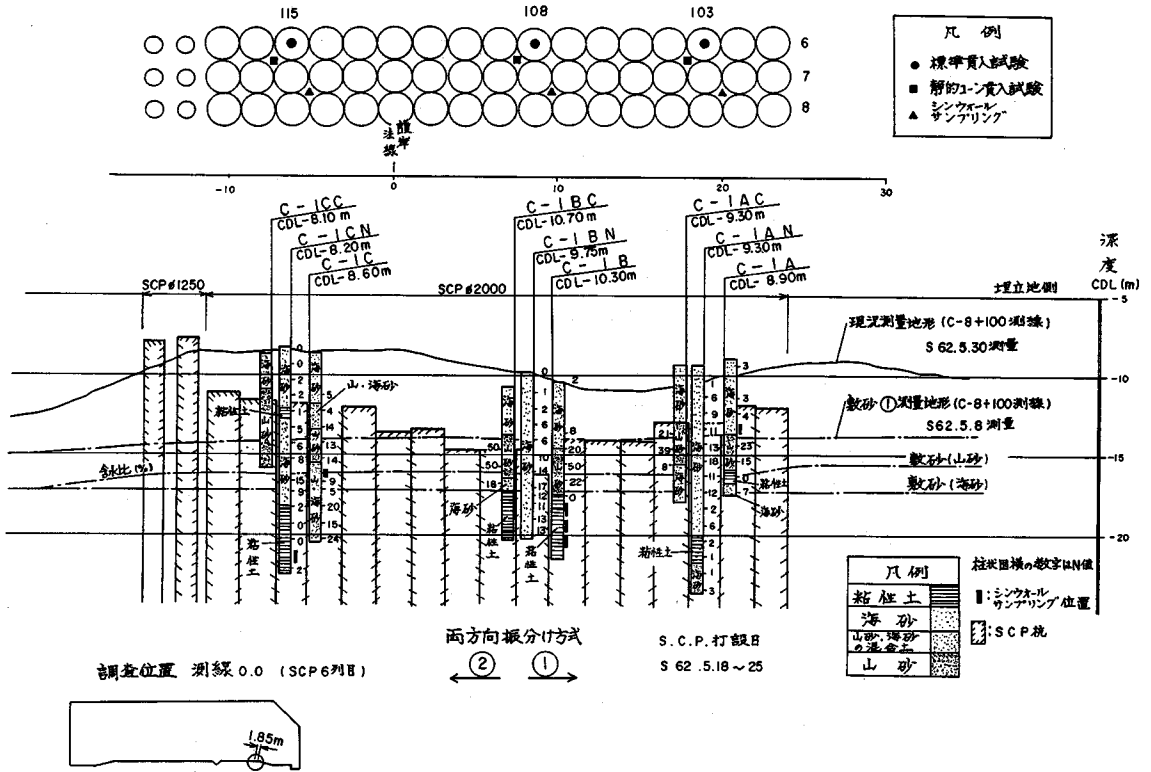 115
108
103
6
7
8
凡例
● 標準貫入試験
■ 静的コーン貫入試験
▲ シンウォール
サンプリング
護岸
法線
-10
0
10
20
30
C-1CC
CDL-8.10m
C-1CN
CDL-8.20m
C-1C
CDL-8.60m
C-1BC
CDL-10.70m
C-1BN
CDL-9.75m
C-1B
CDL-10.30m
C-1AC
CDL-9.30m
C-1AN
CDL-9.30m
C-1A
CDL-8.90m
深度
CDL(m)
SCPφ1250
SCPφ2000
埋立地側
-5
-10
-15
-20
現況測量地形(C-8+100測線)
S62.5.30測量
敷砂①測量地形(C-8+100測線)
S62.5.8測量
敷砂(山砂)
敷砂(海砂)
含水比(%)
山・海砂
粘性土
粘性土
海砂
粘性土
粘性土
粘性土
粘性土
海砂
凡例
粘性土
海砂
山砂、海砂
の混合土
山砂
柱状図横の数字はN値
:シンウォール
サンプリング位置
:SCP杭
両方向振分け方式
② ①
S.C.P.打設日
S 62.5.18～25
調査位置 測線0.0 (SCP6列目)
1.85m